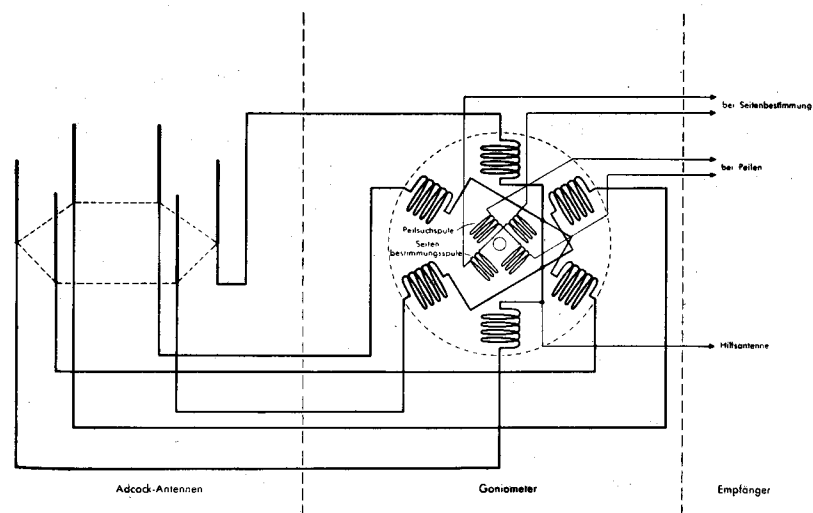 bei Seitenbestimmung
bei Peilen
Peilsuchspule
Seiten
bestimmungsspule
Hilfsantenne
Adcock-Antennen
Goniometer
Empfänger